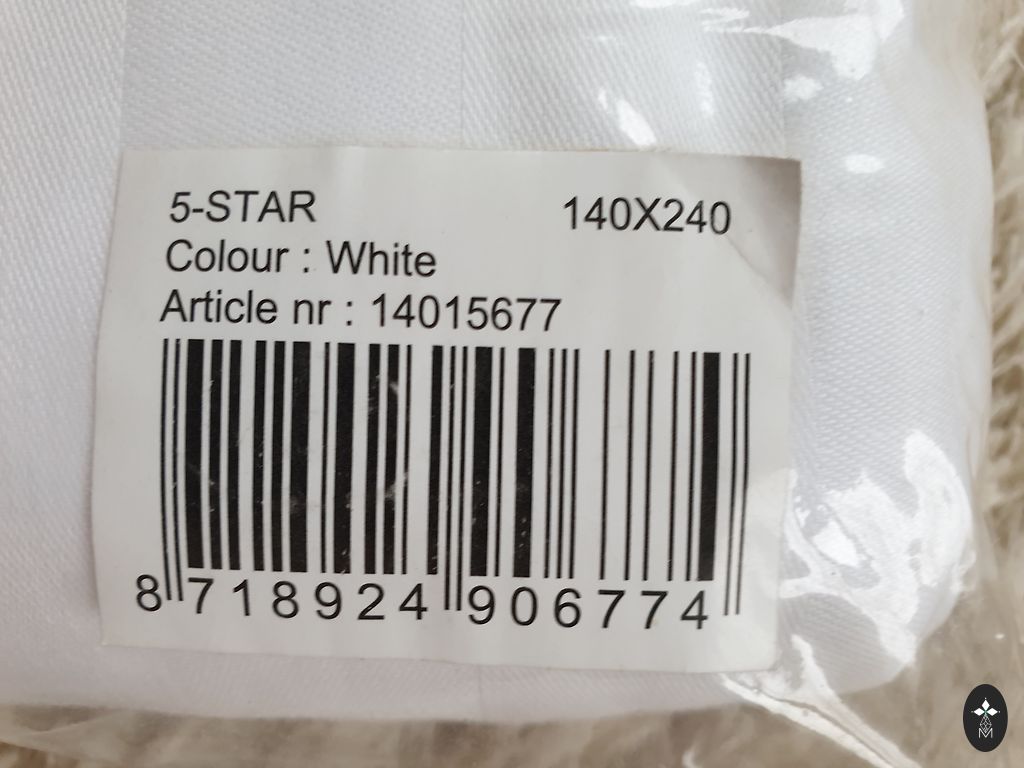 5-STAR 140X240
Colour : White
Article nr : 14015677
8 718924 906774
M